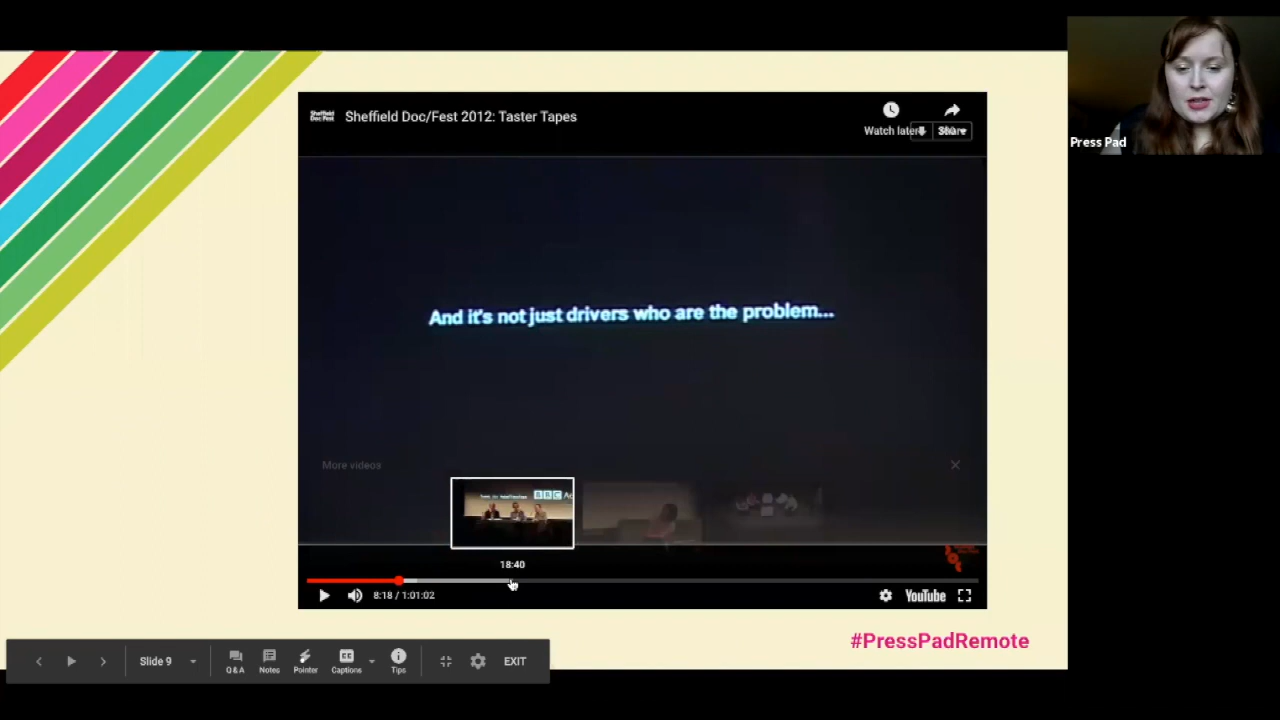 Sheffield Doc/Fest 2012: Taster Tapes
Watch later
Share
Press Pad
And it's not just drivers who are the problem...
More videos
BBC
18:40
8:18 / 1:01:02
YouTube
#PressPadRemote
Slide 9
Q&A
Notes
Pointer
Captions
Tips
EXIT